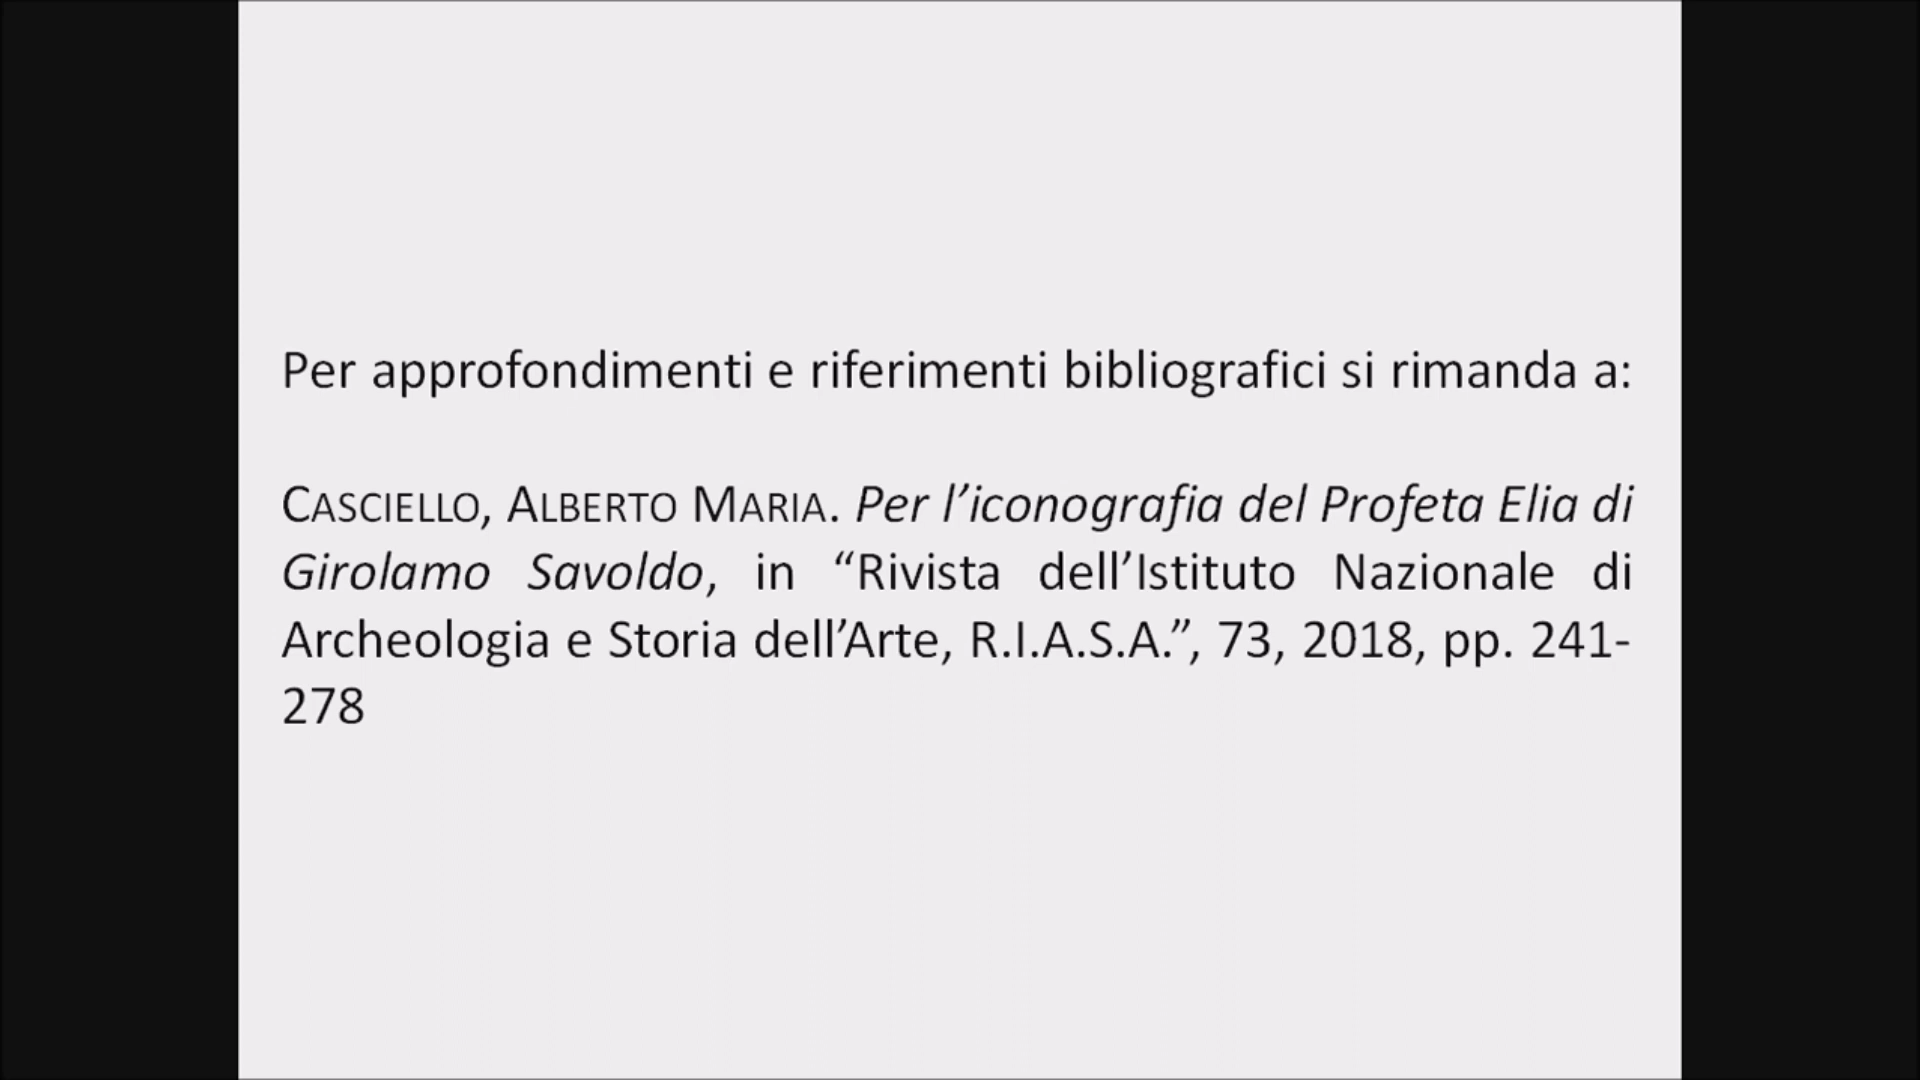 Per approfondimenti e riferimenti bibliografici si rimanda a:
CASCIELLO, ALBERTO MARIA. Per l’iconografia del Profeta Elia di
Girolamo Savoldo, in “Rivista dell’Istituto Nazionale di
Archeologia e Storia dell’Arte, R.I.A.S.A.”, 73, 2018, pp. 241-
278